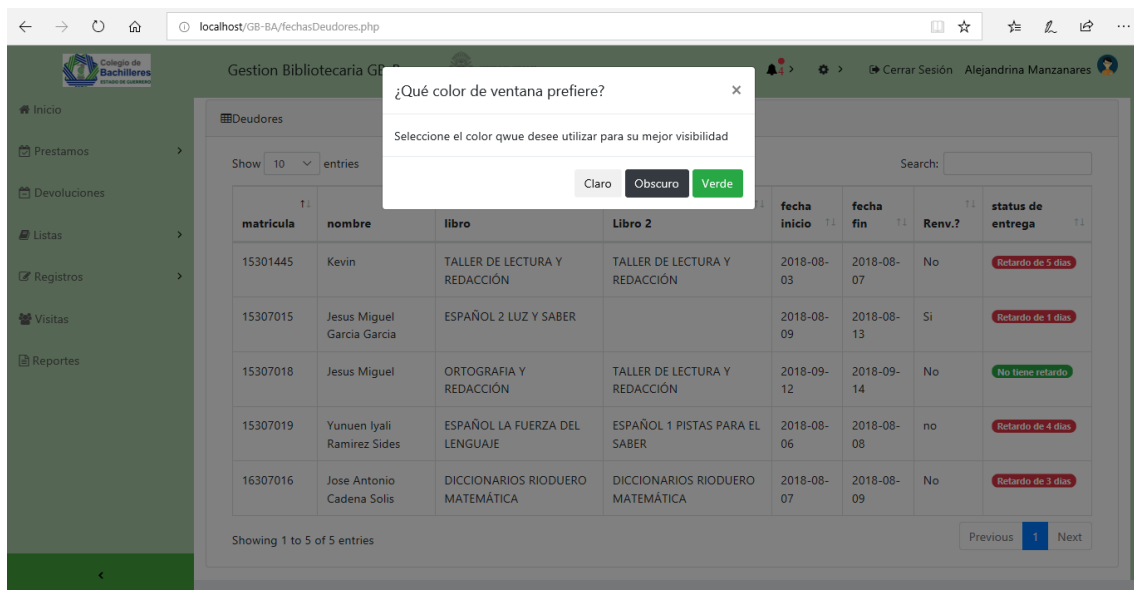 localhost/GB-BA/fechasDeudores.php
Colegio de
Bachilleres
ESTADO DE GUERRERO
Gestion Bibliotecaria GB-B
4
Cerrar Sesión Alejandrina Manzanares
¿Qué color de ventana prefiere? ×
Seleccione el color qwue desee utilizar para su mejor visibilidad
Claro Obscuro Verde
Inicio
Prestamos
Devoluciones
Listas
Registros
Visitas
Reportes
Deudores
Show 10 entries Search:
matricula nombre libro Libro 2 fecha inicio fecha fin Renv.? status de entrega
15301445 Kevin TALLER DE LECTURA Y REDACCIÓN TALLER DE LECTURA Y REDACCIÓN 2018-08-03 2018-08-07 No Retardo de 5 dias
15307015 Jesus Miguel Garcia Garcia ESPAÑOL 2 LUZ Y SABER 2018-08-09 2018-08-13 Si Retardo de 1 dias
15307018 Jesus Miguel ORTOGRAFIA Y REDACCIÓN TALLER DE LECTURA Y REDACCIÓN 2018-09-12 2018-09-14 No No tiene retardo
15307019 Yunuen Iyali Ramirez Sides ESPAÑOL LA FUERZA DEL LENGUAJE ESPAÑOL 1 PISTAS PARA EL SABER 2018-08-06 2018-08-08 no Retardo de 4 dias
16307016 Jose Antonio Cadena Solis DICCIONARIOS RIODUERO MATEMÁTICA DICCIONARIOS RIODUERO MATEMÁTICA 2018-08-07 2018-08-09 No Retardo de 3 dias
Showing 1 to 5 of 5 entries
Previous 1 Next